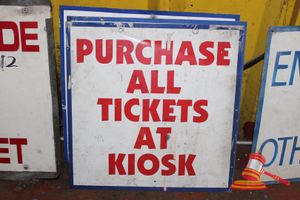 PURCHASE
ALL
TICKETS
AT
KIOSK
DE
12
ET
EN
OTH